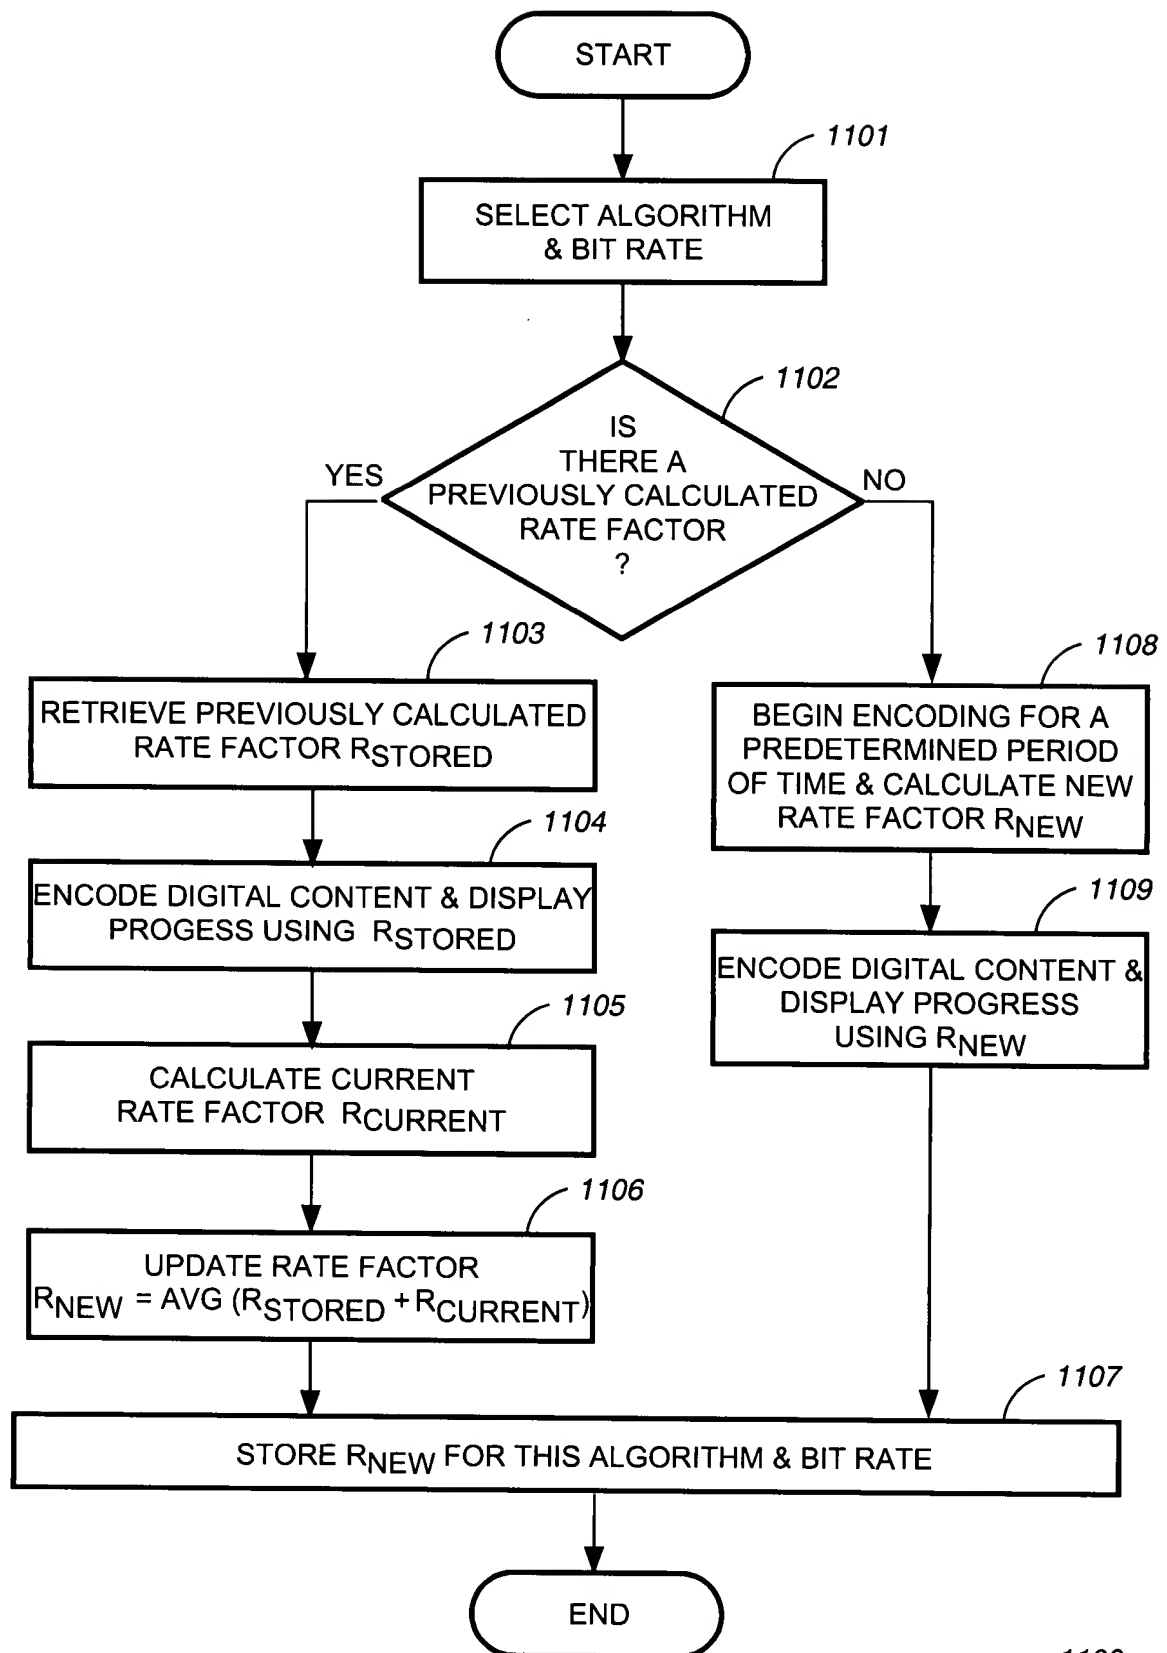 START
1101
SELECT ALGORITHM
& BIT RATE
1102
IS
THERE A
PREVIOUSLY CALCULATED
RATE FACTOR
?
YES
NO
1103
RETRIEVE PREVIOUSLY CALCULATED
RATE FACTOR RSTORED
1104
ENCODE DIGITAL CONTENT & DISPLAY
PROGESS USING RSTORED
1105
CALCULATE CURRENT
RATE FACTOR RCURRENT
1106
UPDATE RATE FACTOR
RNEW = AVG (RSTORED + RCURRENT)
1108
BEGIN ENCODING FOR A
PREDETERMINED PERIOD
OF TIME & CALCULATE NEW
RATE FACTOR RNEW
1109
ENCODE DIGITAL CONTENT &
DISPLAY PROGRESS
USING RNEW
1107
STORE RNEW FOR THIS ALGORITHM & BIT RATE
END